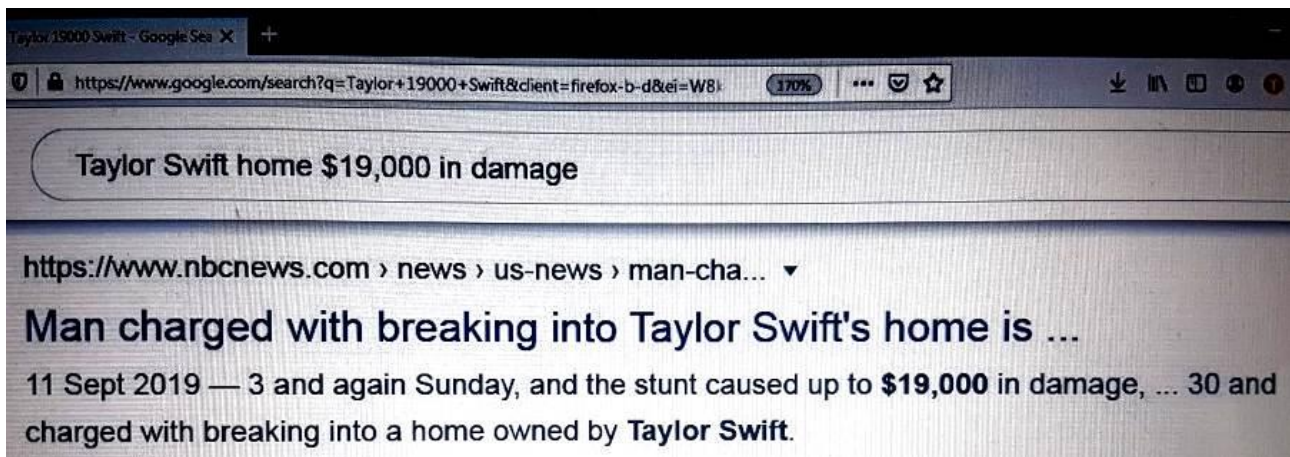 Taylor 19000 Swift - Google Sea
https://www.google.com/search?q=Taylor+19000+Swift&client=firefox-b-d&ei=W8
170%
Taylor Swift home $19,000 in damage
https://www.nbcnews.com › news › us-news › man-cha...
Man charged with breaking into Taylor Swift's home is ...
11 Sept 2019 — 3 and again Sunday, and the stunt caused up to $19,000 in damage, ... 30 and
charged with breaking into a home owned by Taylor Swift.